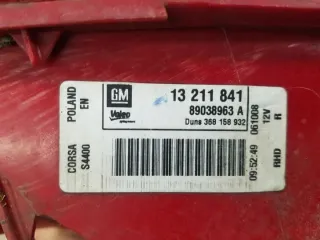 POLAND
EN
GM
13 211 841
Valeo
89038963 A
Duns 368 158 932
CORSA
S4400
061008
12V
R
09:52:49
RHD